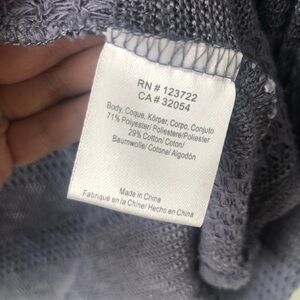 RN # 123722
CA # 32054
Body, Coque, Körper, Corpo, Conjuto
71% Polyester/ Poliestere/Poliester
29% Cotton/ Coton/
Baumwolle/ Cotone/ Algodón
Made in China
Fabriqué en la Chine/ Hecho en China